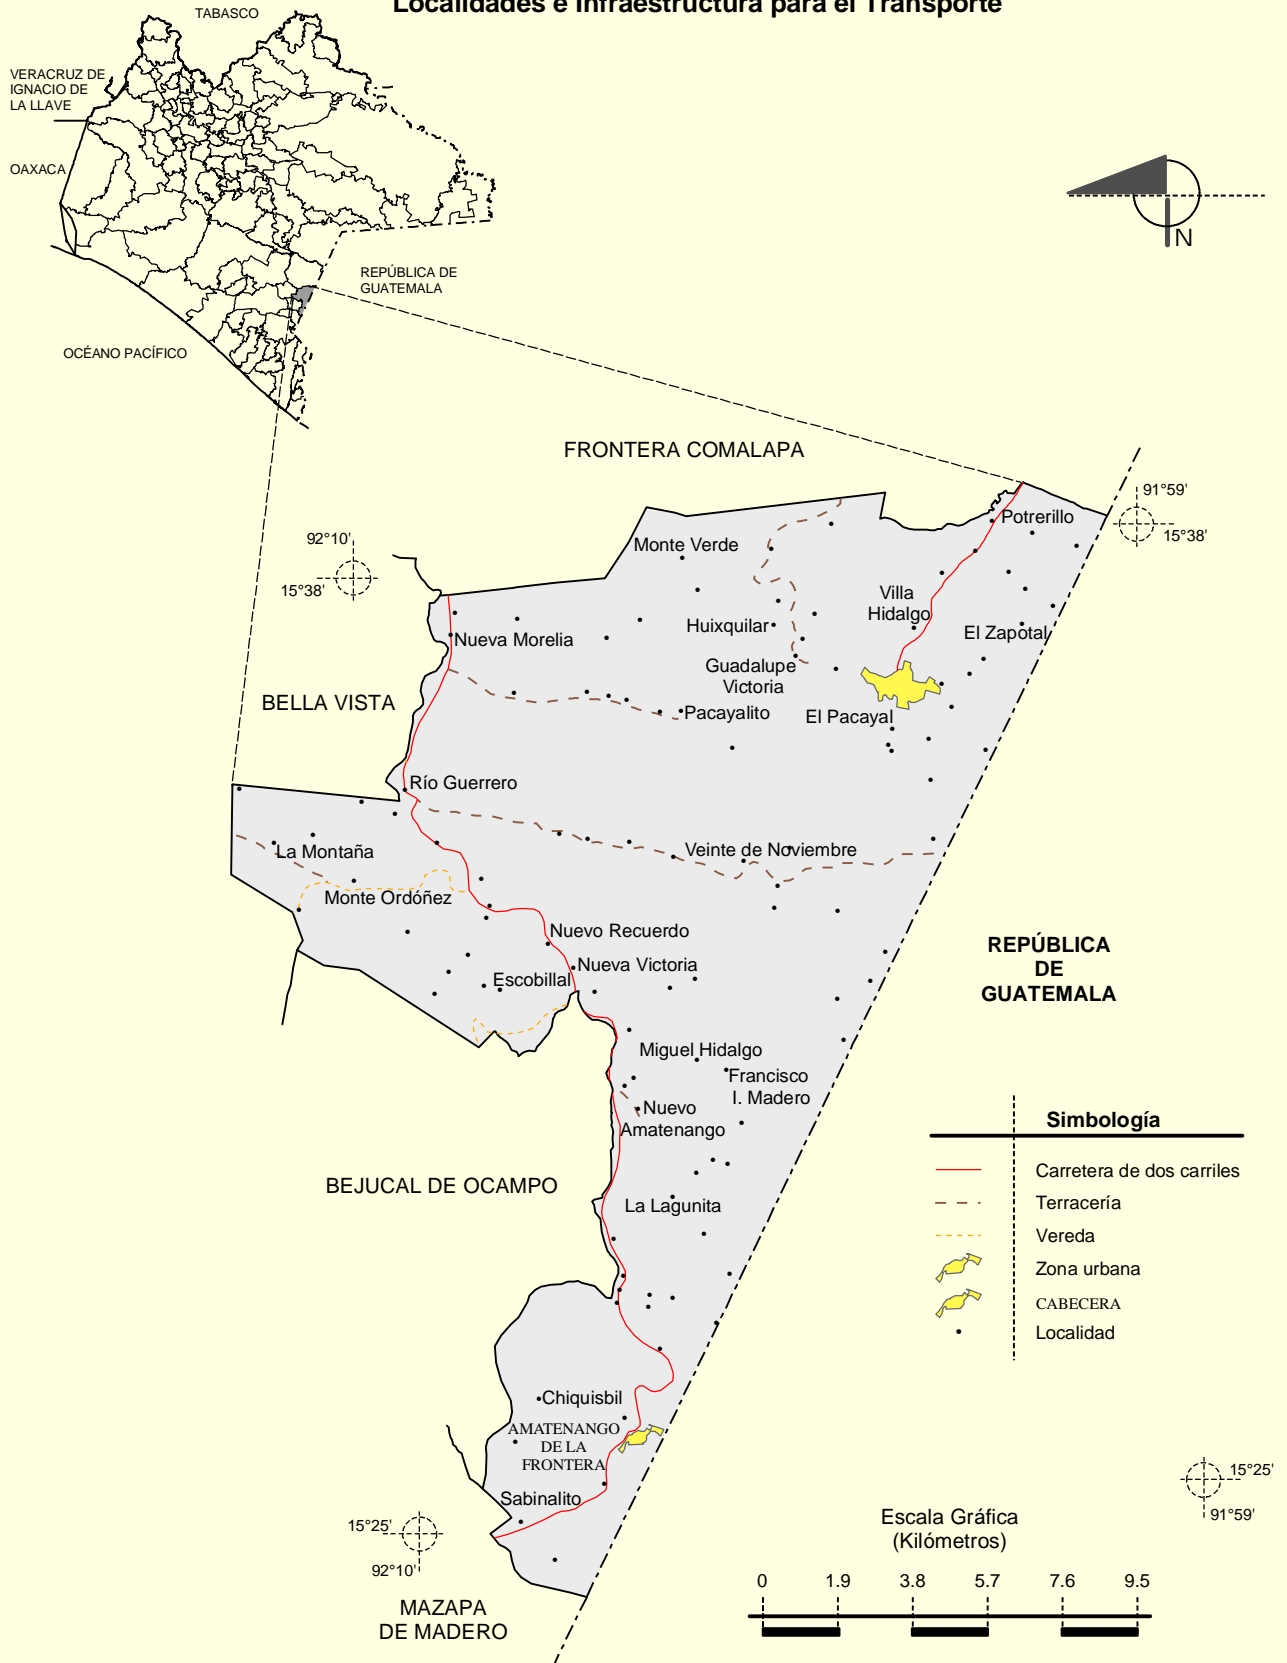 Localidades e Infraestructura para el Transporte
TABASCO
VERACRUZ DE
IGNACIO DE
LA LLAVE
OAXACA
N
REPÚBLICA DE
GUATEMALA
OCÉANO PACÍFICO
FRONTERA COMALAPA
91°59'
15°38'
92°10'
15°38'
Potrerillo
Monte Verde
Villa
Hidalgo
Huixquilar
El Zapotal
Nueva Morelia
Guadalupe
Victoria
BELLA VISTA
Pacayalito
El Pacayal
Río Guerrero
La Montaña
Veinte de Noviembre
Monte Ordóñez
Nuevo Recuerdo
Nueva Victoria
Escobillal
REPÚBLICA
DE
GUATEMALA
Miguel Hidalgo
Francisco
I. Madero
Nuevo
Amatenango
BEJUCAL DE OCAMPO
La Lagunita
Simbología
Carretera de dos carriles
Terracería
Vereda
Zona urbana
CABECERA
Localidad
Chiquisbil
AMATENANGO
DE LA
FRONTERA
Sabinalito
15°25'
92°10'
15°25'
91°59'
MAZAPA
DE MADERO
Escala Gráfica
(Kilómetros)
0 1.9 3.8 5.7 7.6 9.5